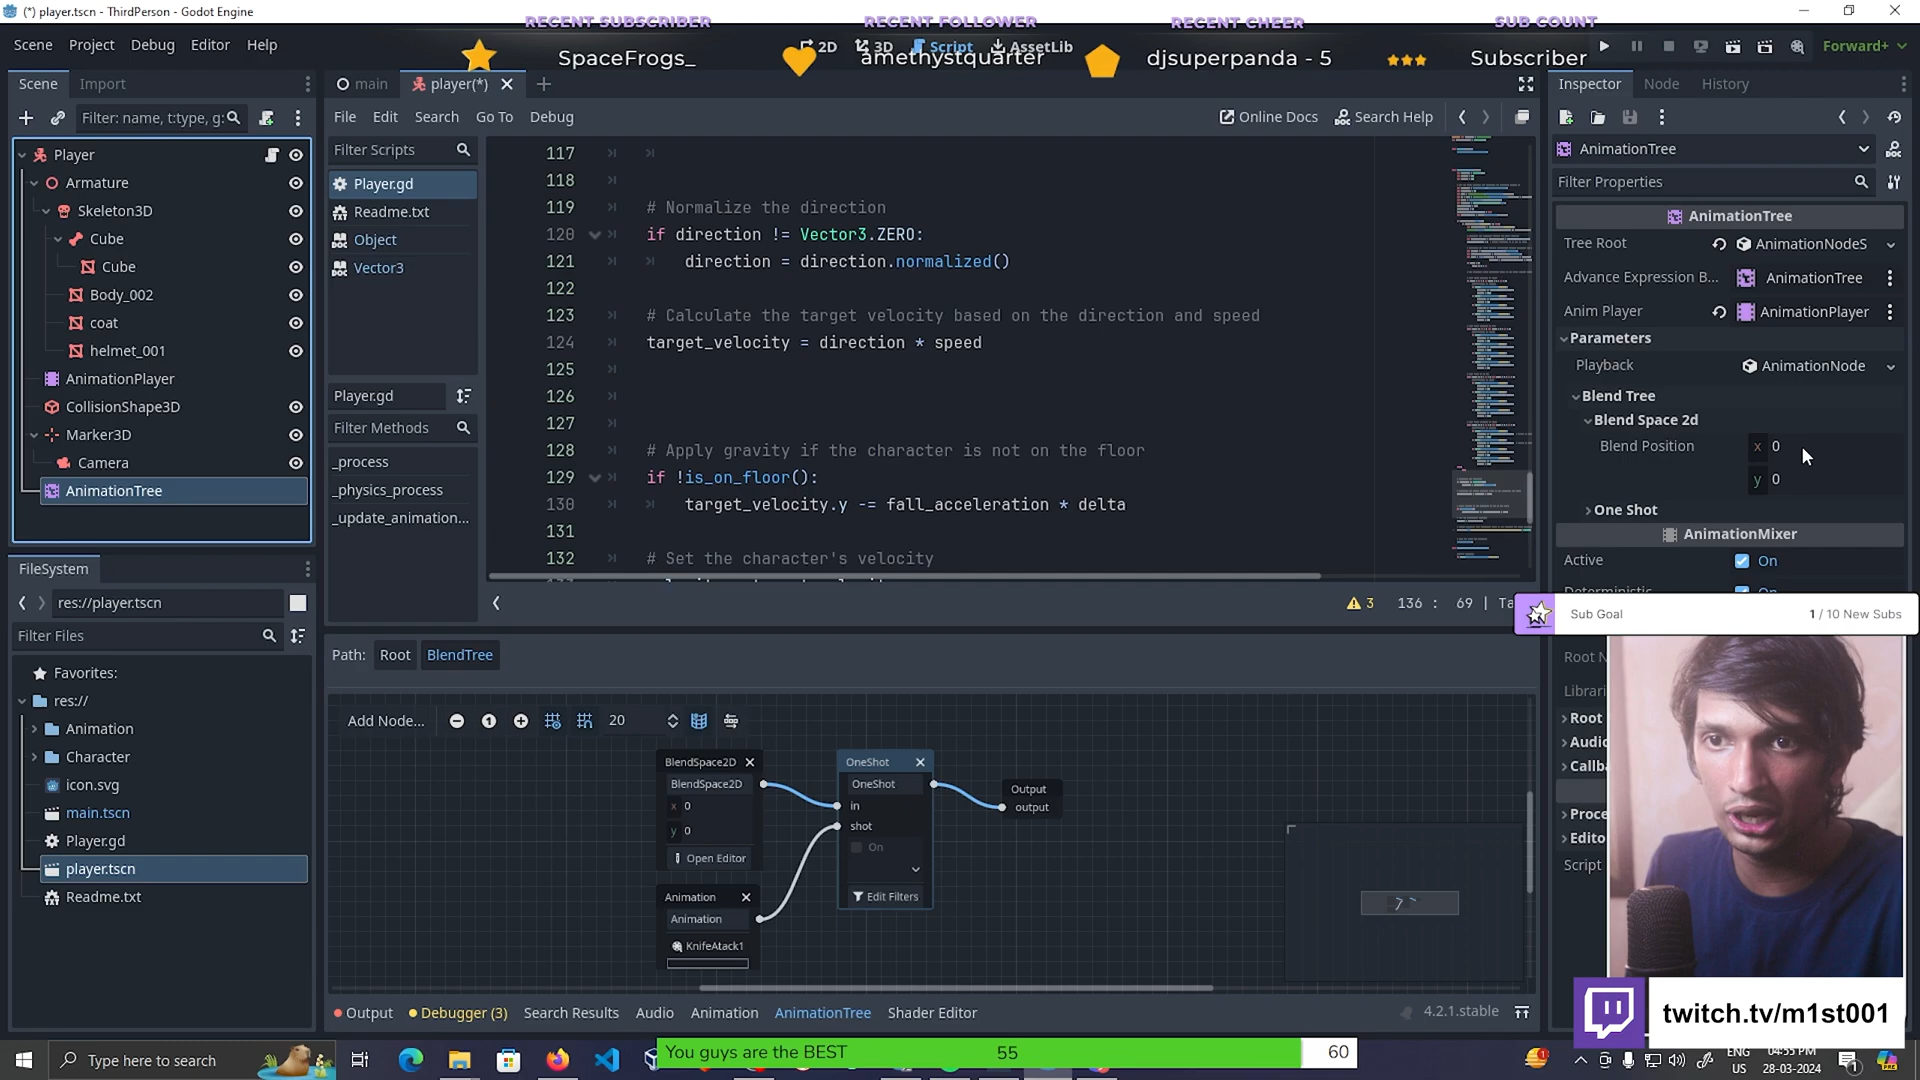 (*) player.tscn - ThirdPerson - Godot Engine
RECENT SUBSCRIBER RECENT FOLLOWER RECENT CHEER SUB COUNT
Scene Project Debug Editor Help
2D 3D Script AssetLib
SpaceFrogs_ amethystquarter djsuperpanda - 5 Subscriber
Forward+
Scene Import
main player(*)
Inspector Node History
Filter: name, t:type, g:
File Edit Search Go To Debug
Online Docs Search Help
Player
Armature
Skeleton3D
Cube
Cube
Body_002
coat
helmet_001
AnimationPlayer
CollisionShape3D
Marker3D
Camera
AnimationTree
FileSystem
res://player.tscn
Filter Files
Favorites:
res://
Animation
Character
icon.svg
main.tscn
Player.gd
player.tscn
Readme.txt
Filter Scripts
Player.gd
Readme.txt
Object
Vector3
Player.gd
Filter Methods
_process
_physics_process
_update_animation...
117
118
119 # Normalize the direction
120 if direction != Vector3.ZERO:
121 direction = direction.normalized()
122
123 # Calculate the target velocity based on the direction and speed
124 target_velocity = direction * speed
125
126
127
128 # Apply gravity if the character is not on the floor
129 if !is_on_floor():
130 target_velocity.y -= fall_acceleration * delta
131
132 # Set the character's velocity
3 136 : 69 | Ta
Path: Root BlendTree
Add Node... 1 20
BlendSpace2D
BlendSpace2D
x 0
y 0
Open Editor
Animation
Animation
KnifeAtack1
OneShot
OneShot
in
shot
On
Edit Filters
Output
output
Output Debugger (3) Search Results Audio Animation AnimationTree Shader Editor
4.2.1.stable
AnimationTree
Filter Properties
AnimationTree
Tree Root AnimationNodeS
Advance Expression B... AnimationTree
Anim Player AnimationPlayer
Parameters
Playback AnimationNode
Blend Tree
Blend Space 2d
Blend Position x 0
y 0
One Shot
AnimationMixer
Active On
Sub Goal 1 / 10 New Subs
Root N
Librari
Root
Audio
Callba
Proce
Edito
Script
twitch.tv/m1st001
Type here to search
You guys are the BEST 55 60
ENG
US
04:55 PM
28-03-2024